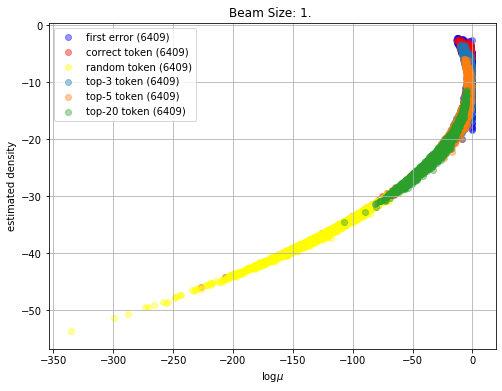 Beam Size: 1.
first error (6409)
correct token (6409)
random token (6409)
top-3 token (6409)
top-5 token (6409)
top-20 token (6409)
estimated density
0
−10
−20
−30
−40
−50
−350 −300 −250 −200 −150 −100 −50 0
logμ